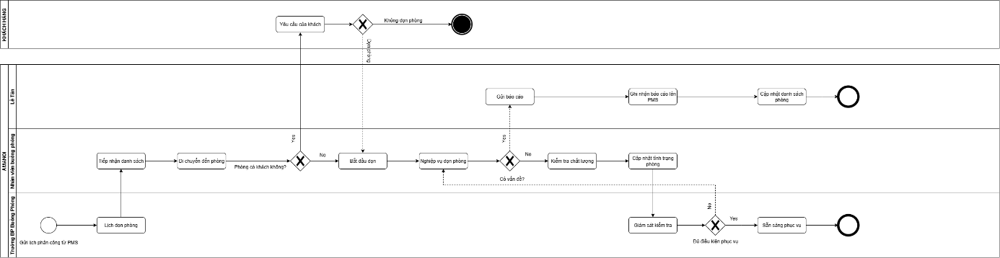 KHÁCH HÀNG
Yêu cầu của khách
Không dọn phòng
Dọn phòng
AMANOI
Lễ Tân
Gửi báo cáo
Ghi nhận báo cáo lên
PMS
Cập nhật danh sách
phòng
Nhân viên buồng phòng
Tiếp nhận danh sách
Di chuyển đến phòng
Phòng có khách không?
Yes
No
Bắt đầu dọn
Nghiệp vụ dọn phòng
Yes
No
Có vấn đề?
Kiểm tra chất lượng
Cập nhật tình trạng
phòng
Trưởng BP Buồng Phòng
Gửi lịch phân công từ PMS
Lịch dọn phòng
Giám sát kiểm tra
No
Yes
Đủ điều kiện phục vụ
Sẵn sàng phục vụ